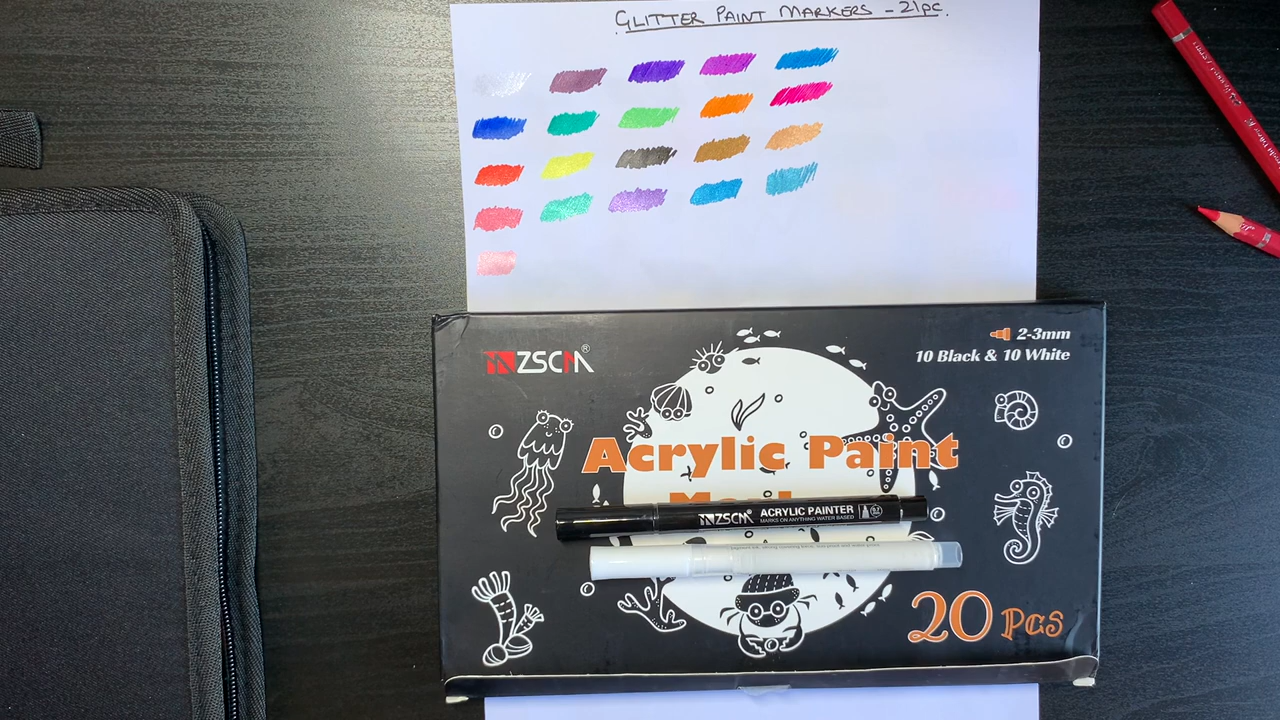 GLITTER PAINT MARKERS - 21pc.
ZSCM®
2-3mm
10 Black & 10 White
Acrylic Paint
ZSCM ACRYLIC PAINTER
MARKS ON ANYTHING WATER BASED
20 PCS